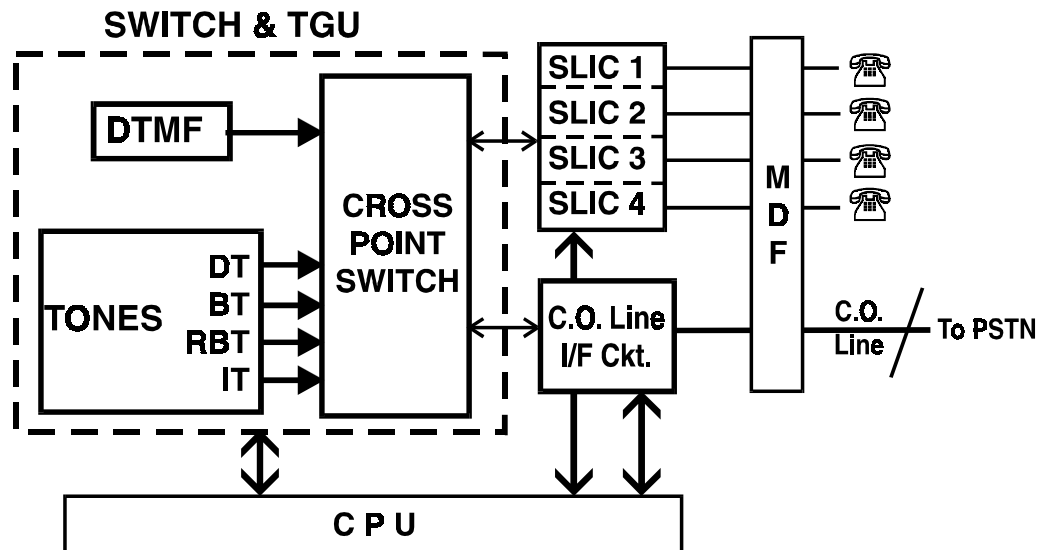 SWITCH & TGU
DTMF
CROSS
POINT
SWITCH
TONES
DT
BT
RBT
IT
SLIC 1
SLIC 2
SLIC 3
SLIC 4
C.O. Line
I/F Ckt.
M
D
F
C.O.
Line
To PSTN
C P U